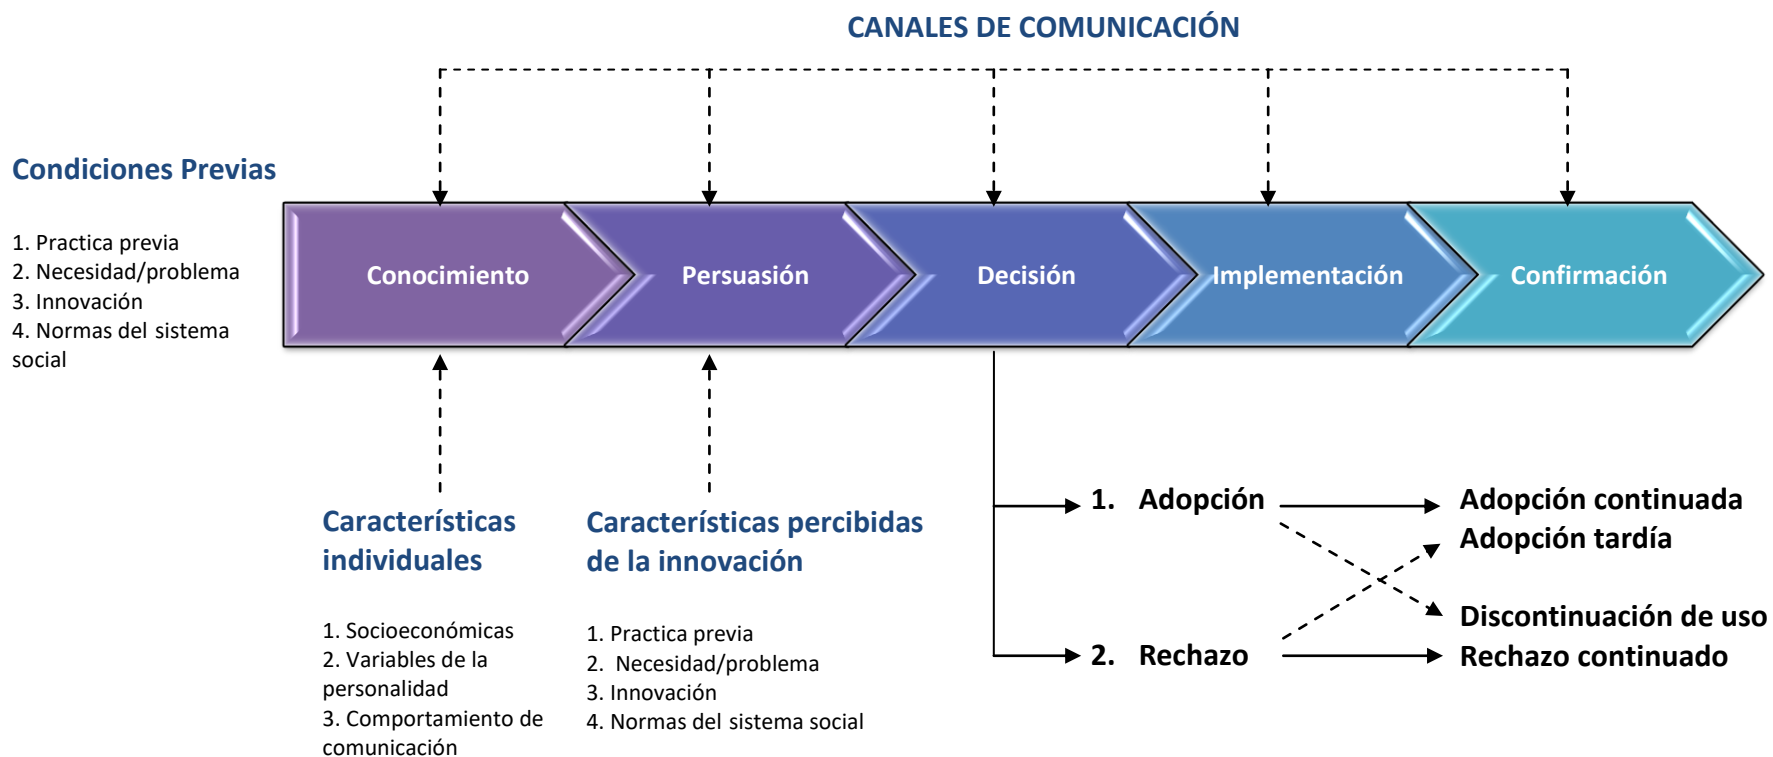 CANALES DE COMUNICACIÓN
Condiciones Previas
1. Practica previa
2. Necesidad/problema
3. Innovación
4. Normas del sistema
social
Conocimiento
Persuasión
Decisión
Implementación
Confirmación
Características
individuales
1. Socioeconómicas
2. Variables de la
personalidad
3. Comportamiento de
comunicación
Características percibidas
de la innovación
1. Practica previa
2. Necesidad/problema
3. Innovación
4. Normas del sistema social
1. Adopción
2. Rechazo
Adopción continuada
Adopción tardía
Discontinuación de uso
Rechazo continuado